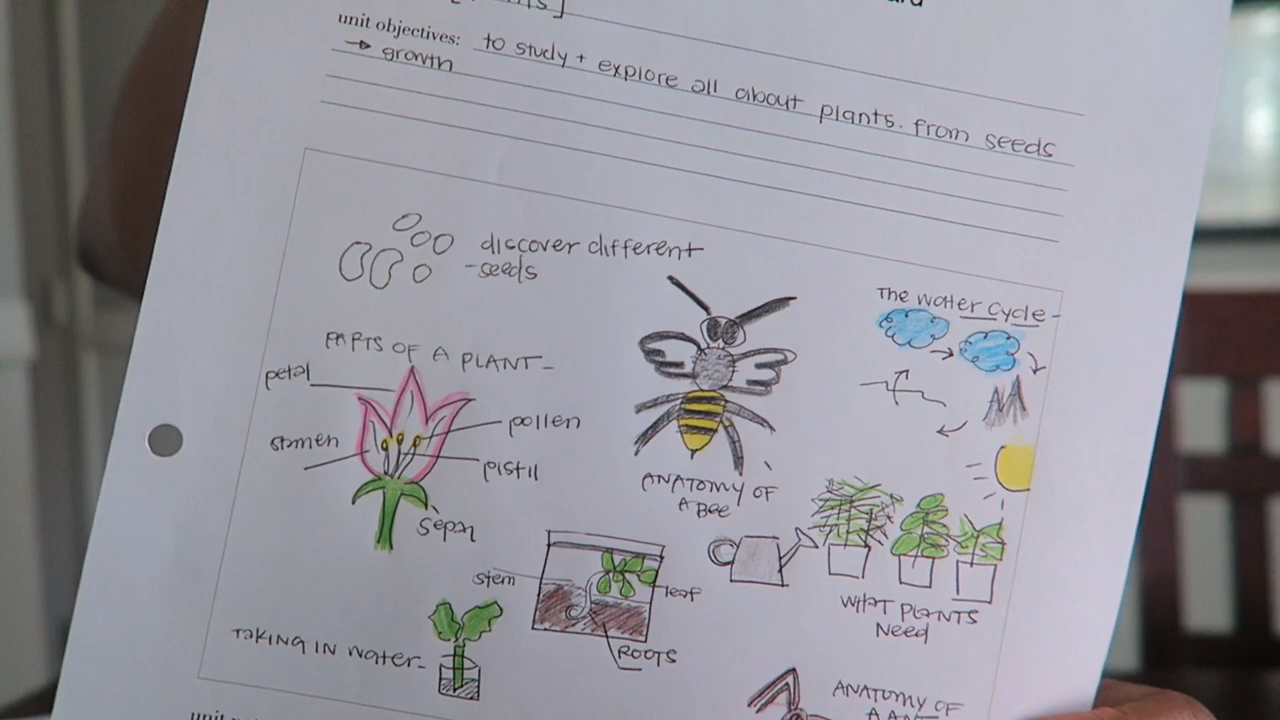 unit objectives: to study + explore all about plants. from seeds
→ growth
discover different
-seeds
The water cycle-
PARTS OF A PLANT-
petal
pollen
stamen
pistil
ANATOMY OF
A BEE
stem
leaf
WHAT PLANTS
Need
TAKING IN WATER-
ROOTS
ANATOMY OF